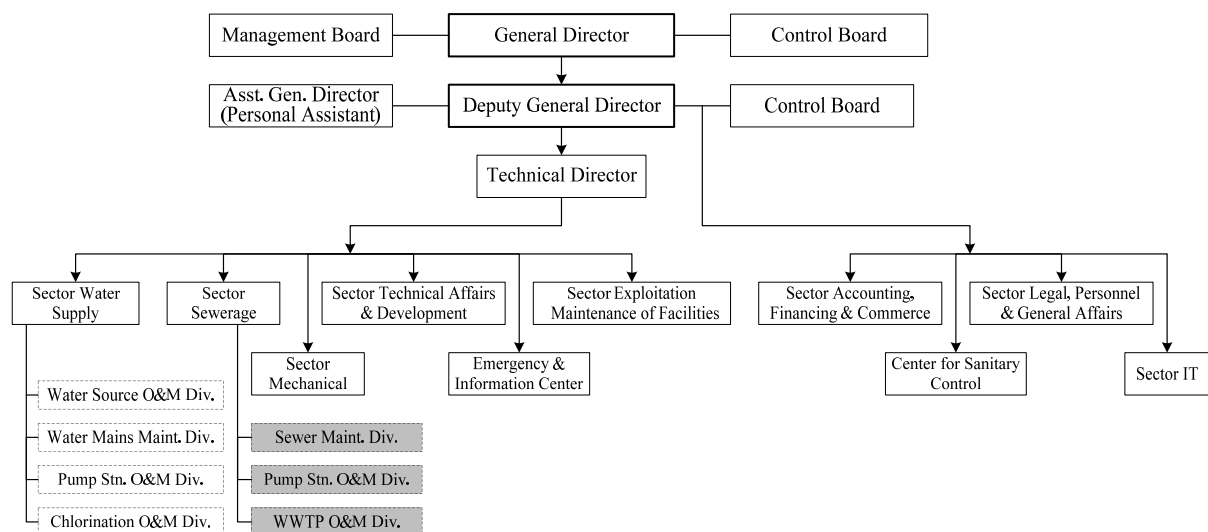 Management Board
General Director
Control Board
Asst. Gen. Director
(Personal Assistant)
Deputy General Director
Control Board
Technical Director
Sector Water
Supply
Sector
Sewerage
Sector Technical Affairs
& Development
Sector Exploitation
Maintenance of Facilities
Sector Accounting,
Financing & Commerce
Sector Legal, Personnel
& General Affairs
Sector
Mechanical
Emergency &
Information Center
Center for Sanitary
Control
Sector IT
Water Source O&M Div.
Water Mains Maint. Div.
Pump Stn. O&M Div.
Chlorination O&M Div.
Sewer Maint. Div.
Pump Stn. O&M Div.
WWTP O&M Div.